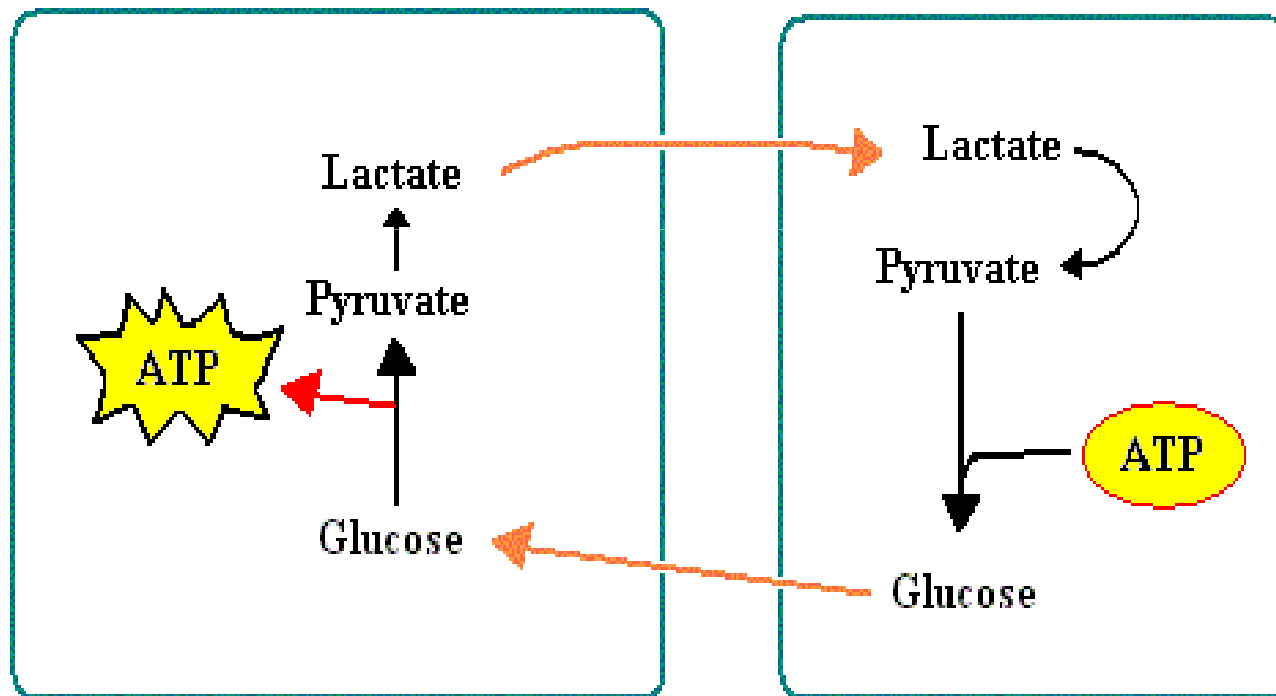 Lactate
Pyruvate
ATP
Glucose
Lactate
Pyruvate
ATP
Glucose